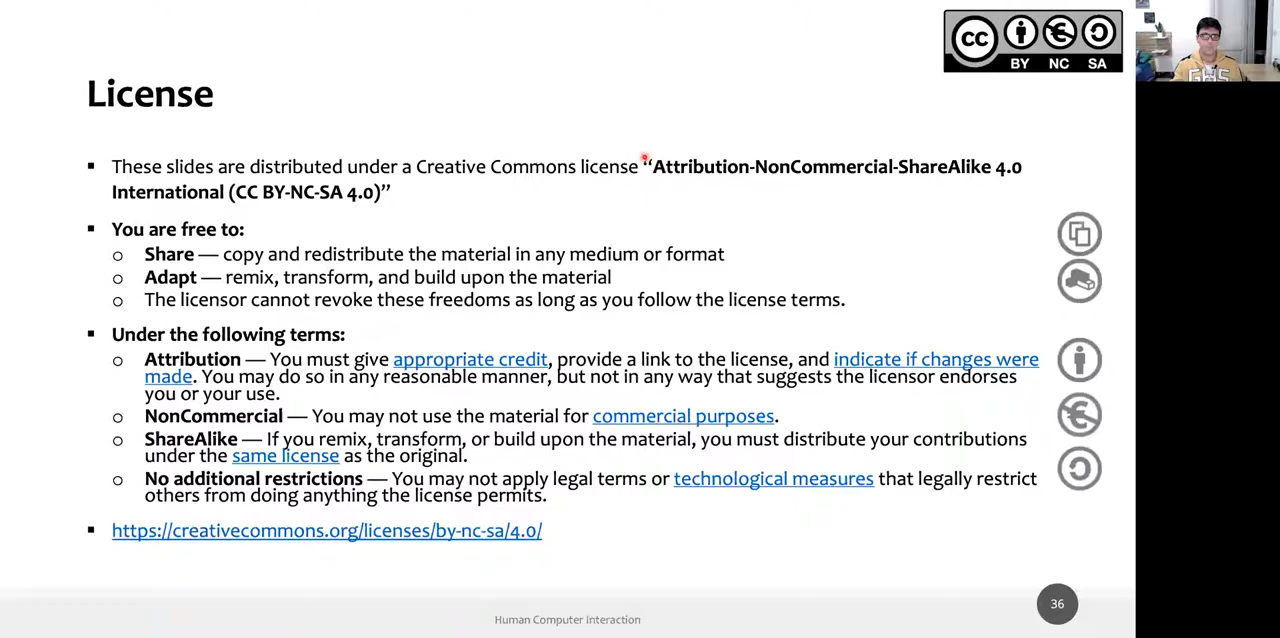 CC BY NC SA
License
▪ These slides are distributed under a Creative Commons license “Attribution-NonCommercial-ShareAlike 4.0
International (CC BY-NC-SA 4.0)”
▪ You are free to:
o Share — copy and redistribute the material in any medium or format
o Adapt — remix, transform, and build upon the material
o The licensor cannot revoke these freedoms as long as you follow the license terms.
▪ Under the following terms:
o Attribution — You must give appropriate credit, provide a link to the license, and indicate if changes were
made. You may do so in any reasonable manner, but not in any way that suggests the licensor endorses
you or your use.
o NonCommercial — You may not use the material for commercial purposes.
o ShareAlike — If you remix, transform, or build upon the material, you must distribute your contributions
under the same license as the original.
o No additional restrictions — You may not apply legal terms or technological measures that legally restrict
others from doing anything the license permits.
▪ https://creativecommons.org/licenses/by-nc-sa/4.0/
Human Computer Interaction
36